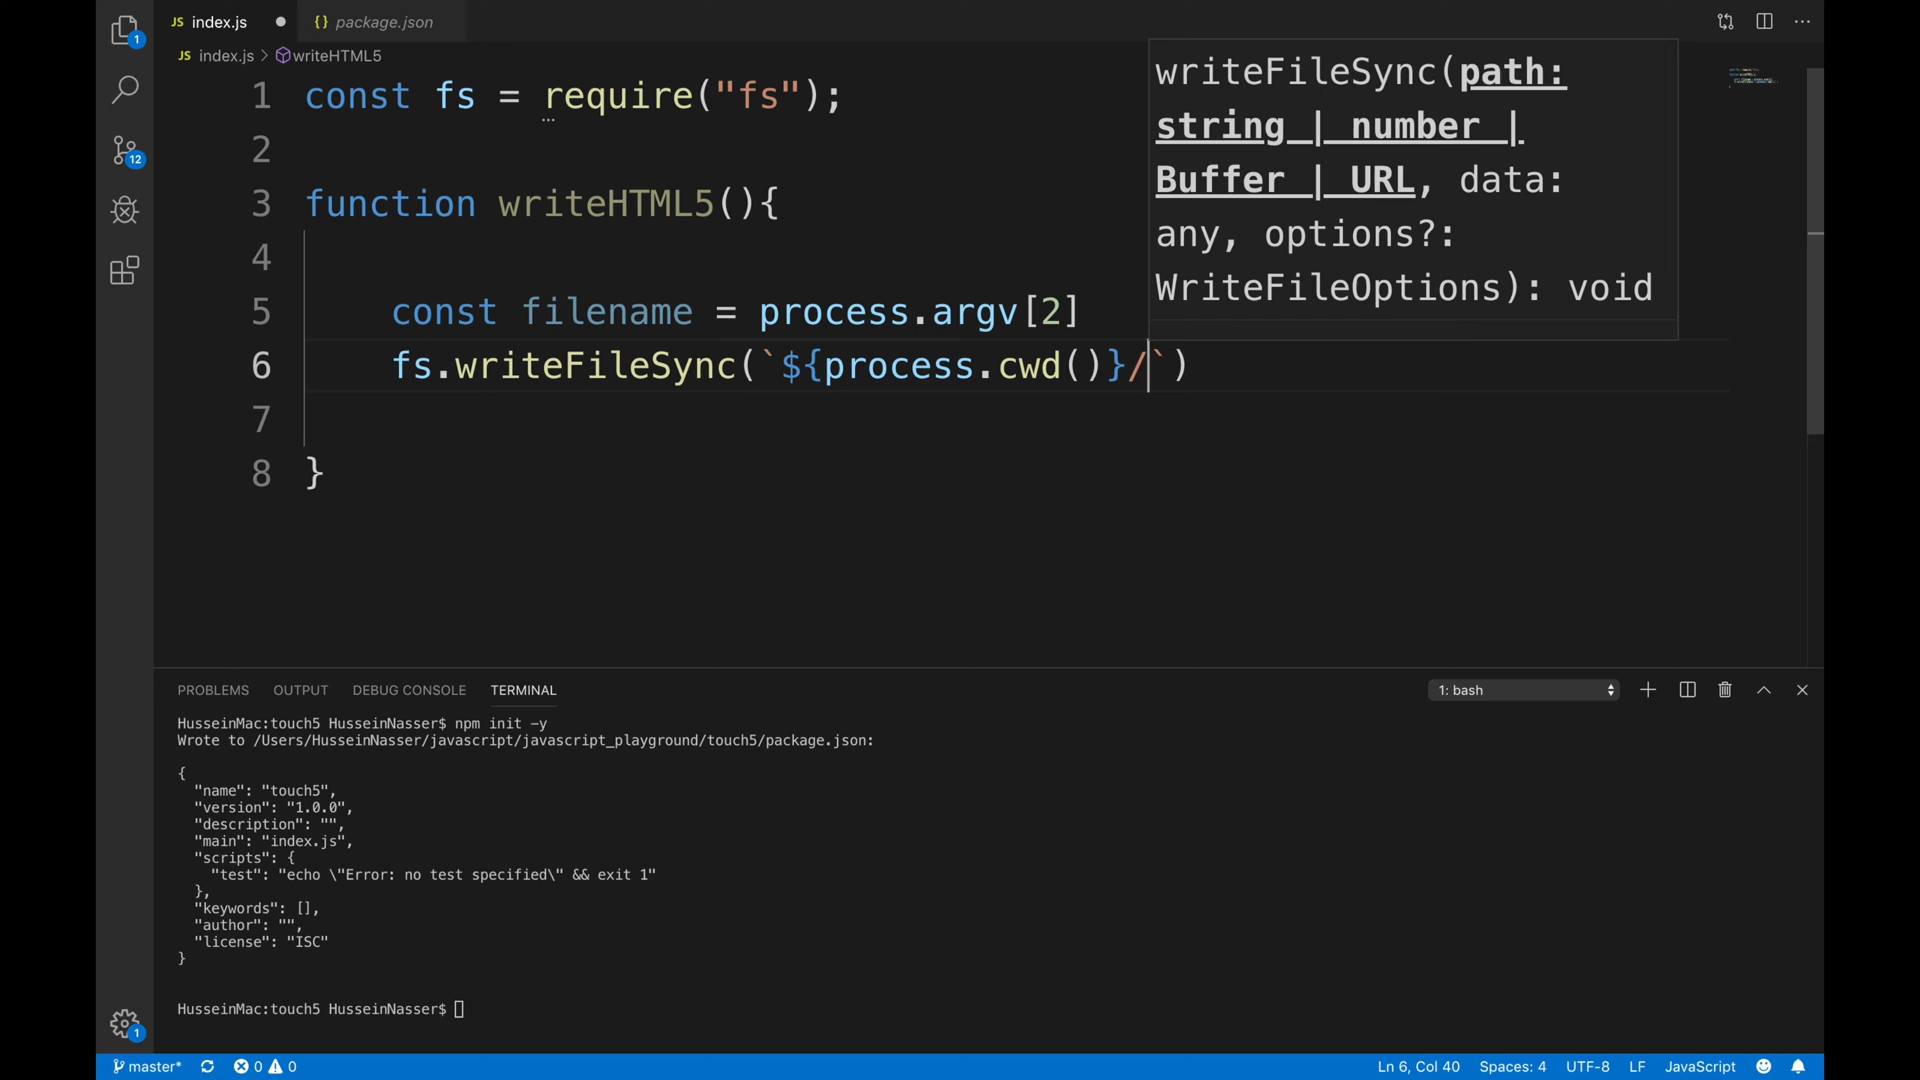 JS index.js ● {} package.json
JS index.js > writeHTML5
1 const fs = require("fs");
2
3 function writeHTML5(){
4
5 const filename = process.argv[2]
6 fs.writeFileSync(`${process.cwd()}/`)
7
8 }
writeFileSync(path:
string | number |
Buffer | URL, data:
any, options?:
WriteFileOptions): void
1
12
PROBLEMS OUTPUT DEBUG CONSOLE TERMINAL 1: bash
HusseinMac:touch5 HusseinNasser$ npm init -y
Wrote to /Users/HusseinNasser/javascript/javascript_playground/touch5/package.json:
{
"name": "touch5",
"version": "1.0.0",
"description": "",
"main": "index.js",
"scripts": {
"test": "echo \"Error: no test specified\" && exit 1"
},
"keywords": [],
"author": "",
"license": "ISC"
}
HusseinMac:touch5 HusseinNasser$
1
master* 0 0 Ln 6, Col 40 Spaces: 4 UTF-8 LF JavaScript